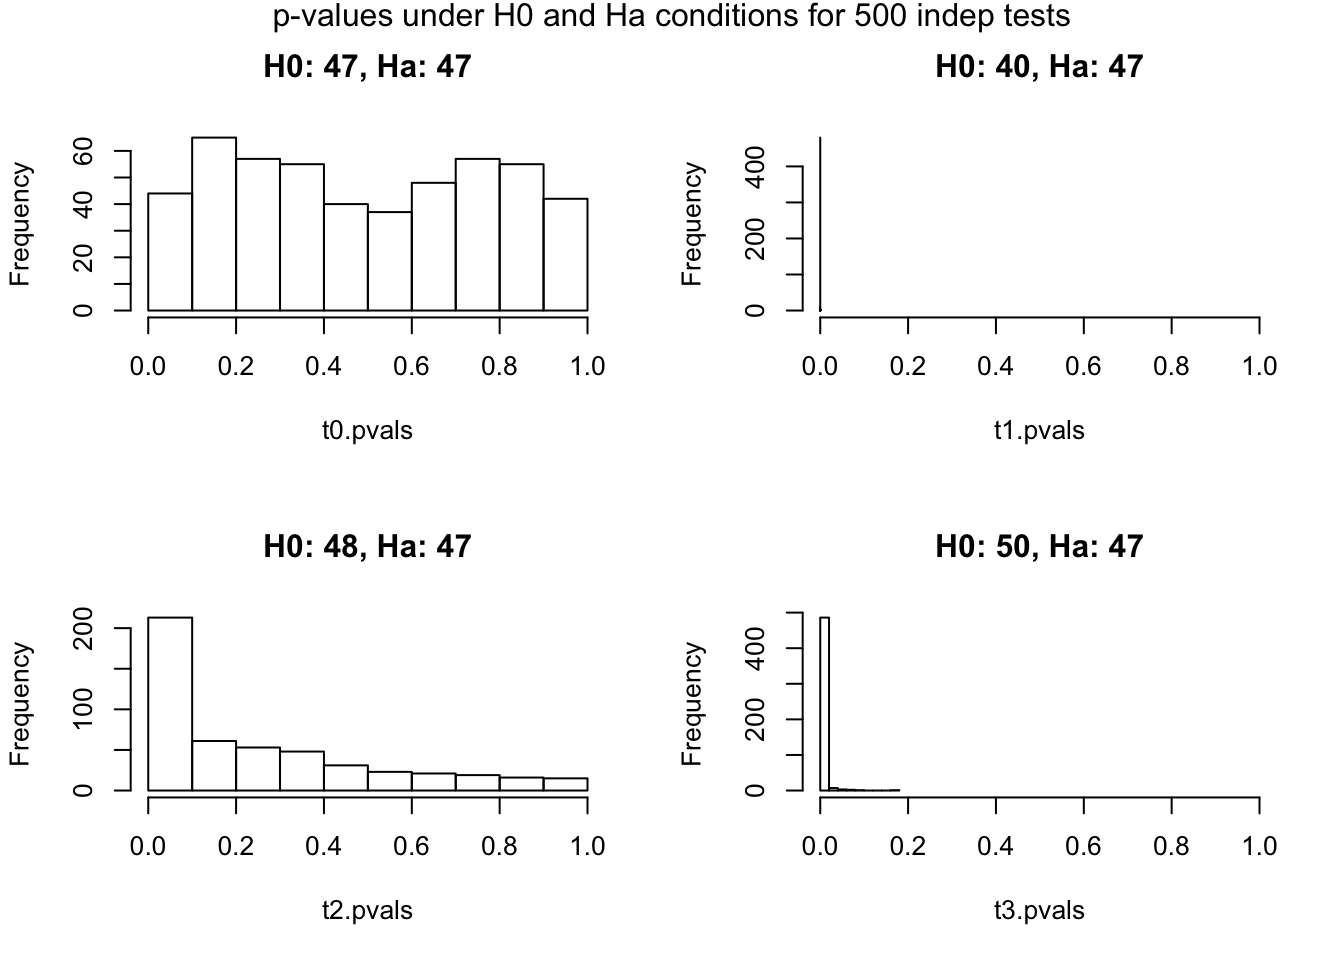 p-values under H0 and Ha conditions for 500 indep tests
H0: 47, Ha: 47
Frequency
0 20 40 60
0.0 0.2 0.4 0.6 0.8 1.0
t0.pvals
H0: 40, Ha: 47
Frequency
0 200 400
0.0 0.2 0.4 0.6 0.8 1.0
t1.pvals
H0: 48, Ha: 47
Frequency
0 100 200
0.0 0.2 0.4 0.6 0.8 1.0
t2.pvals
H0: 50, Ha: 47
Frequency
0 200 400
0.0 0.2 0.4 0.6 0.8 1.0
t3.pvals